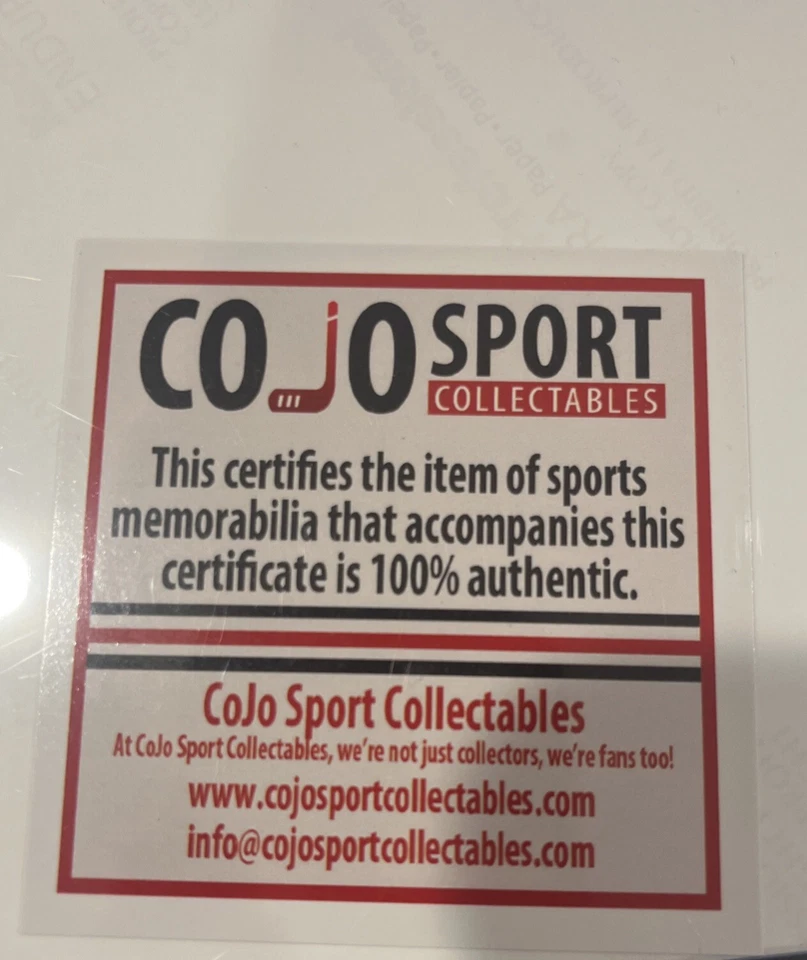 COJO SPORT
COLLECTABLES
This certifies the item of sports
memorabilia that accompanies this
certificate is 100% authentic.
CoJo Sport Collectables
At CoJo Sport Collectables, we're not just collectors, we're fans too!
www.cojosportcollectables.com
info@cojosportcollectables.com